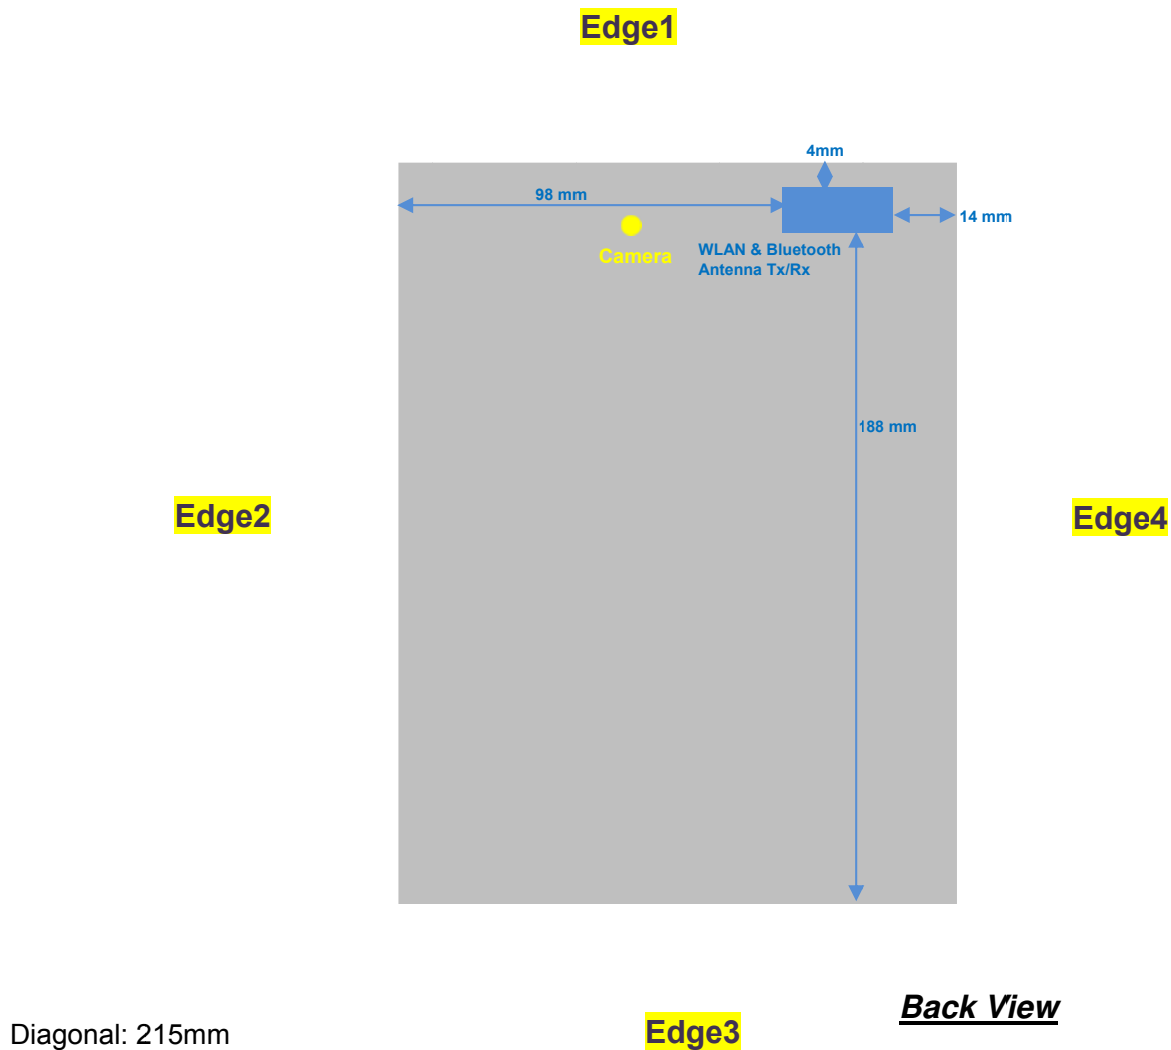 Edge1
4mm
98 mm
14 mm
Camera
WLAN & Bluetooth
Antenna Tx/Rx
188 mm
Edge2
Edge4
Back View
Diagonal: 215mm
Edge3